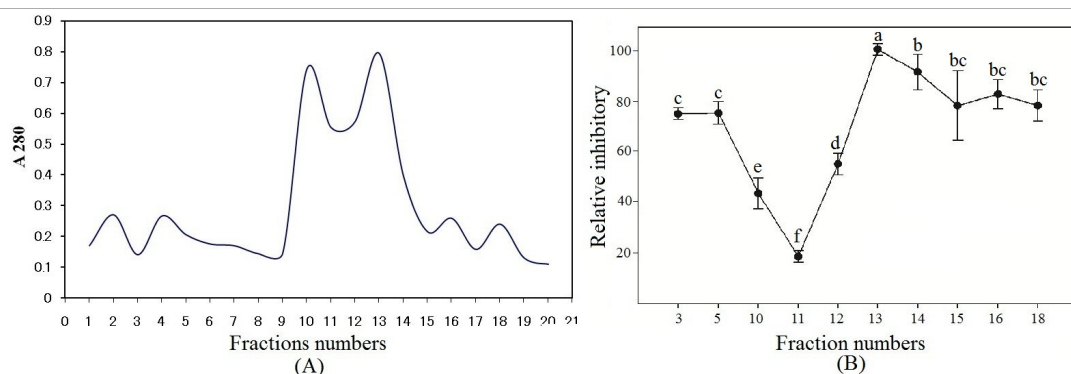 0.9
0.8
0.7
0.6
0.5
0.4
0.3
0.2
0.1
0
A 280
0 1 2 3 4 5 6 7 8 9 10 11 12 13 14 15 16 17 18 19 20 21
Fractions numbers
(A)
100
80
60
40
20
Relative inhibitory
c c e f d a b bc bc bc
3 5 10 11 12 13 14 15 16 18
Fraction numbers
(B)